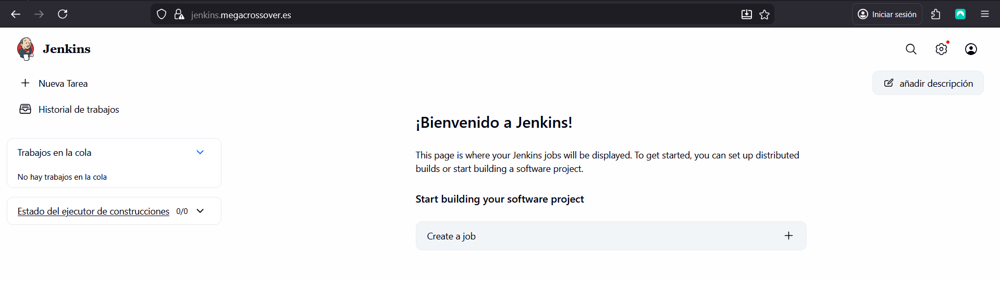 jenkins.megacrossover.es
Iniciar sesión
Jenkins
Nueva Tarea
añadir descripción
Historial de trabajos
¡Bienvenido a Jenkins!
Trabajos en la cola
No hay trabajos en la cola
This page is where your Jenkins jobs will be displayed. To get started, you can set up distributed
builds or start building a software project.
Start building your software project
Estado del ejecutor de construcciones 0/0
Create a job